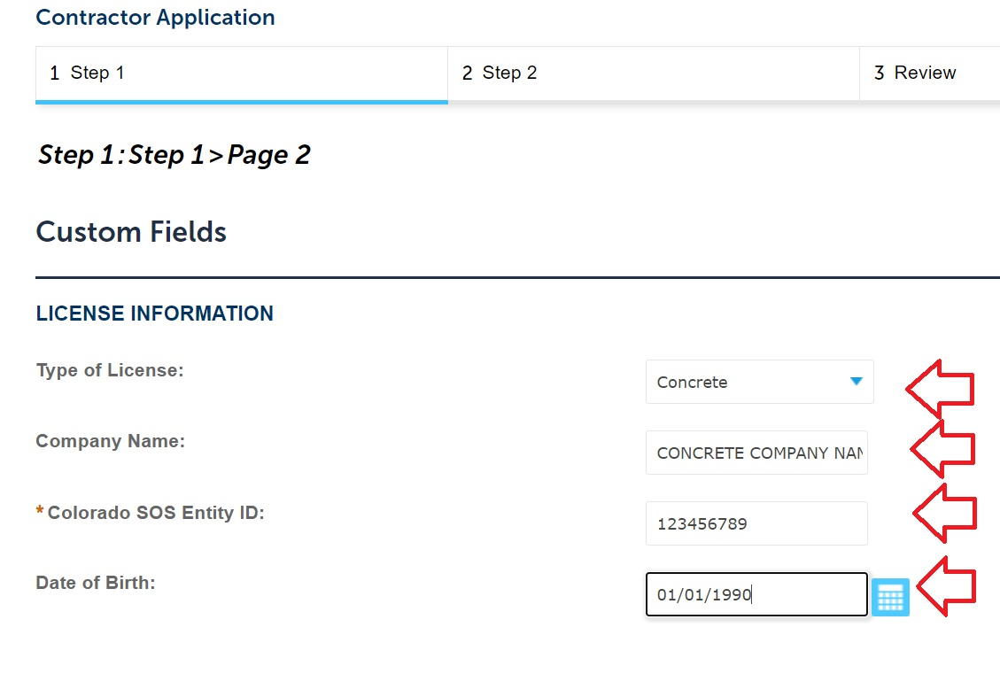 Contractor Application
1 Step 1
2 Step 2
3 Review
Step 1: Step 1 > Page 2
Custom Fields
LICENSE INFORMATION
Type of License:
Concrete
Company Name:
CONCRETE COMPANY NAM
* Colorado SOS Entity ID:
123456789
Date of Birth:
01/01/1990